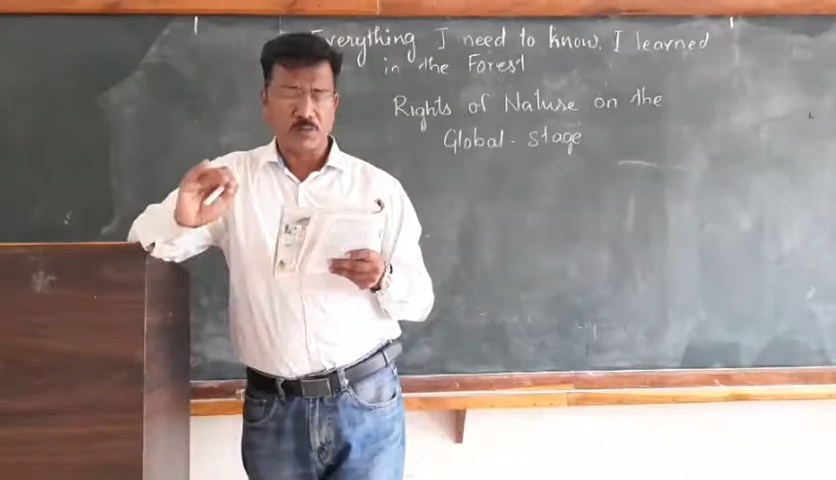 Everything I need to know, I learned
in the Forest
Rights of Nature on the
Global - stage